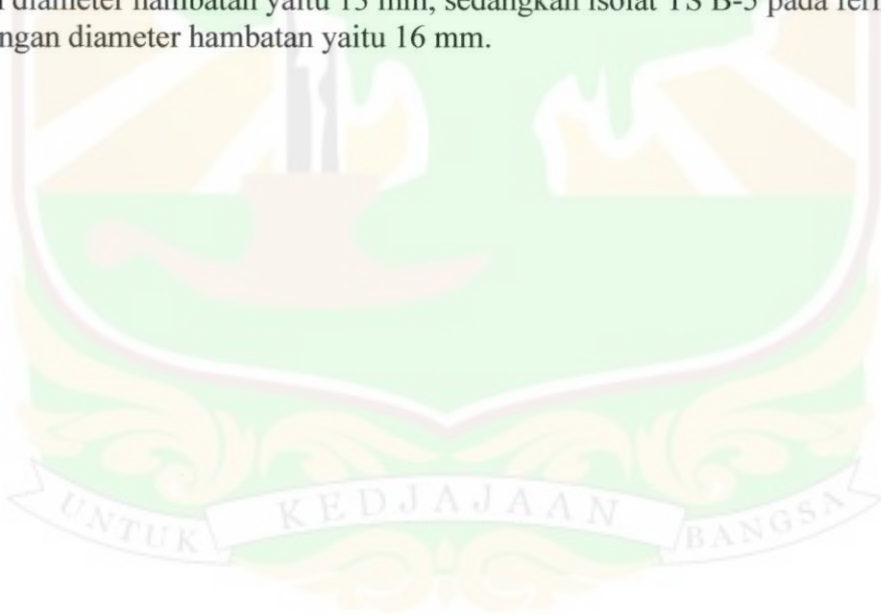 diameter hambatan yaitu 15 mm, sedangkan isolat TS B-5 pada
ngan diameter hambatan yaitu 16 mm.
UNTUK KEDJAJAAN BANGSA